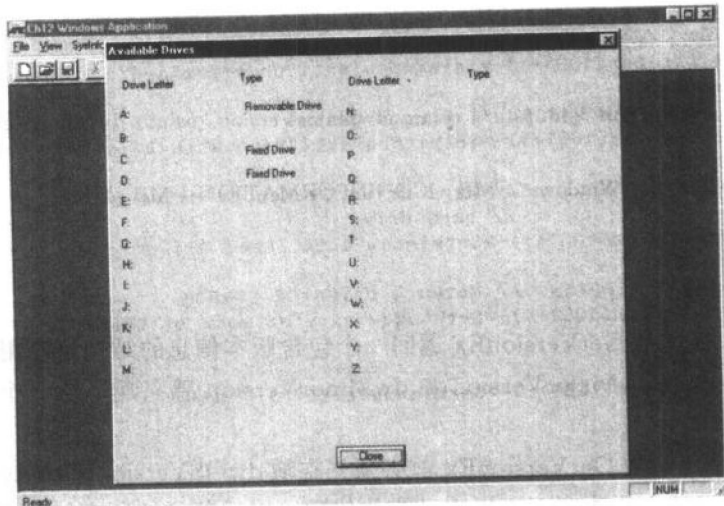 Ch12 Windows Application
File View SysInfo
Available Drives
Drive Letter Type Drive Letter Type
A: Removable Drive N:
B: O:
C: Fixed Drive P
D: Fixed Drive Q:
E: R:
F: S:
G: T
H: U:
I: V:
J: W:
K: X:
L: Y:
M: Z:
Close
Ready NUM